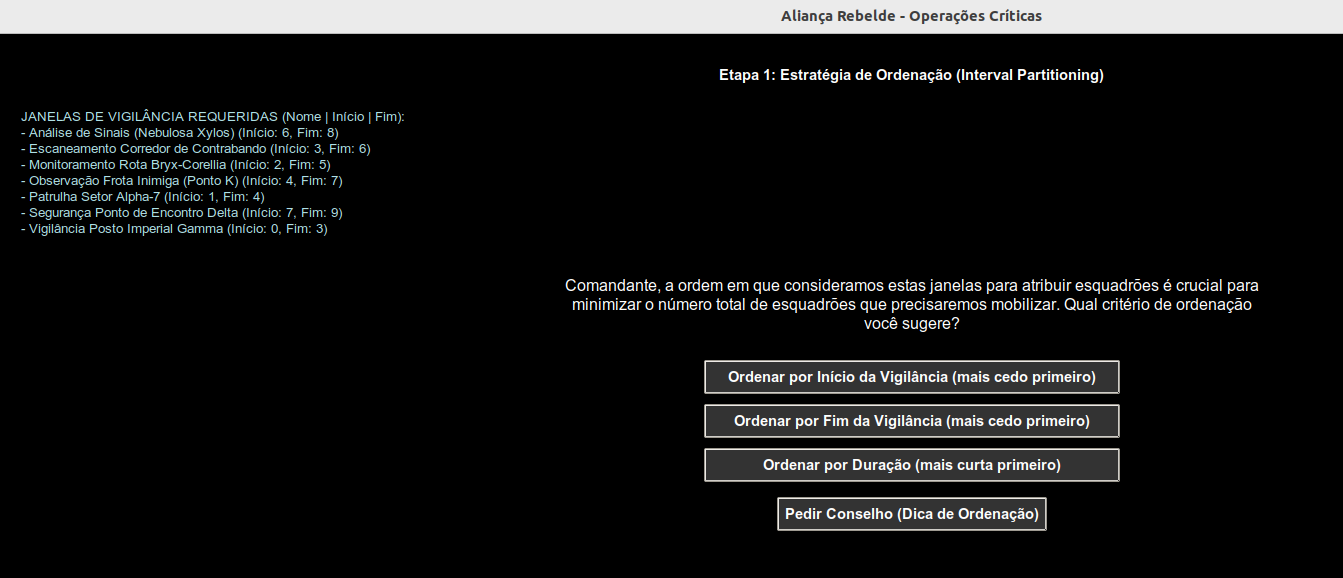 Aliança Rebelde - Operações Críticas
Etapa 1: Estratégia de Ordenação (Interval Partitioning)
JANELAS DE VIGILÂNCIA REQUERIDAS (Nome | Início | Fim):
- Análise de Sinais (Nebulosa Xylos) (Início: 6, Fim: 8)
- Escaneamento Corredor de Contrabando (Início: 3, Fim: 6)
- Monitoramento Rota Bryx-Corellia (Início: 2, Fim: 5)
- Observação Frota Inimiga (Ponto K) (Início: 4, Fim: 7)
- Patrulha Setor Alpha-7 (Início: 1, Fim: 4)
- Segurança Ponto de Encontro Delta (Início: 7, Fim: 9)
- Vigilância Posto Imperial Gamma (Início: 0, Fim: 3)
Comandante, a ordem em que consideramos estas janelas para atribuir esquadrões é crucial para
minimizar o número total de esquadrões que precisaremos mobilizar. Qual critério de ordenação
você sugere?
Ordenar por Início da Vigilância (mais cedo primeiro)
Ordenar por Fim da Vigilância (mais cedo primeiro)
Ordenar por Duração (mais curta primeiro)
Pedir Conselho (Dica de Ordenação)